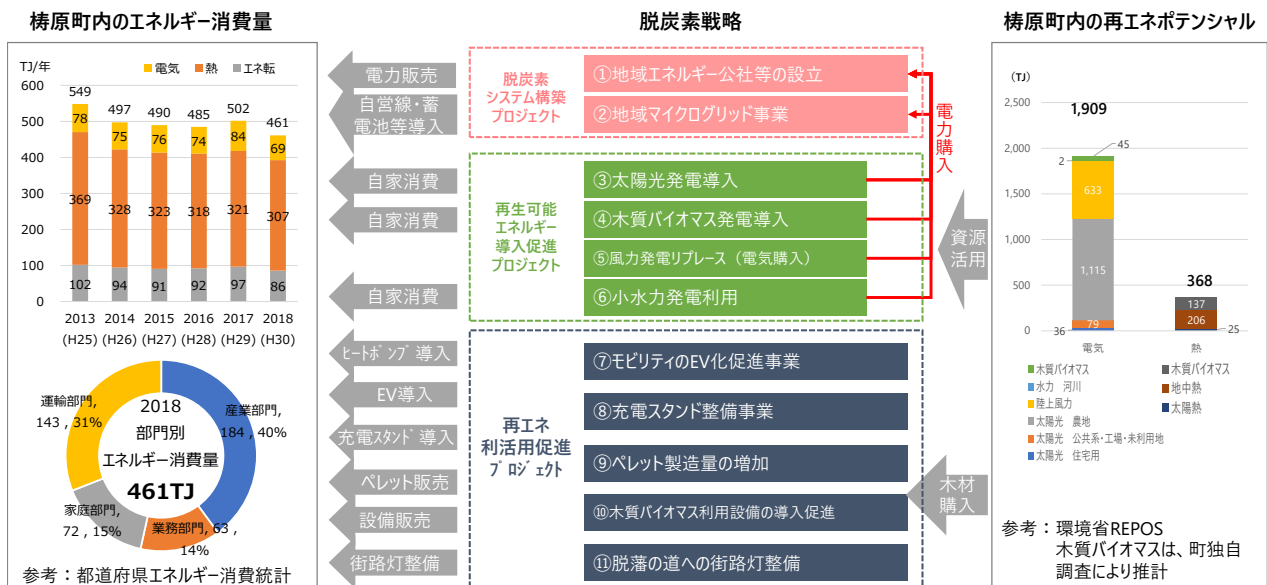 梼原町内のエネルギー消費量
TJ/年
電気
熱
エネ転
600
500
400
300
200
100
0
549
497
490
485
502
461
78
75
76
74
84
69
369
328
323
318
321
307
102
94
91
92
97
86
2013
2014
2015
2016
2017
2018
(H25)
(H26)
(H27)
(H28)
(H29)
(H30)
運輸部門,
143 , 31%
産業部門,
184 , 40%
家庭部門,
72 , 15%
業務部門, 63 ,
14%
2018
部門別
エネルギー消費量
461TJ
参考：都道府県エネルギー消費統計
脱炭素戦略
電力販売
自営線・蓄
電池等導入
自家消費
自家消費
自家消費
ヒートポンプ導入
EV導入
充電スタンド導入
ペレット販売
設備販売
街路灯整備
脱炭素
システム構築
プロジェクト
①地域エネルギー公社等の設立
②地域マイクログリッド事業
再生可能
エネルギー
導入促進
プロジェクト
③太陽光発電導入
④木質バイオマス発電導入
⑤風力発電リプレース（電気購入）
⑥小水力発電利用
再エネ
利活用促進
プロジェクト
⑦モビリティのEV化促進事業
⑧充電スタンド整備事業
⑨ペレット製造量の増加
⑩木質バイオマス利用設備の導入促進
⑪脱藩の道への街路灯整備
電力購入
資源
活用
木材
購入
梼原町内の再エネポテンシャル
(TJ)
2,500
2,000
1,500
1,000
500
0
1,909
45
2
633
1,115
79
36
368
137
206
25
電気
熱
木質バイオマス
水力　河川
陸上風力
太陽光　農地
太陽光　公共系・工場・未利用地
太陽光　住宅用
木質バイオマス
地中熱
太陽熱
参考：環境省REPOS
木質バイオマスは、町独自
調査により推計